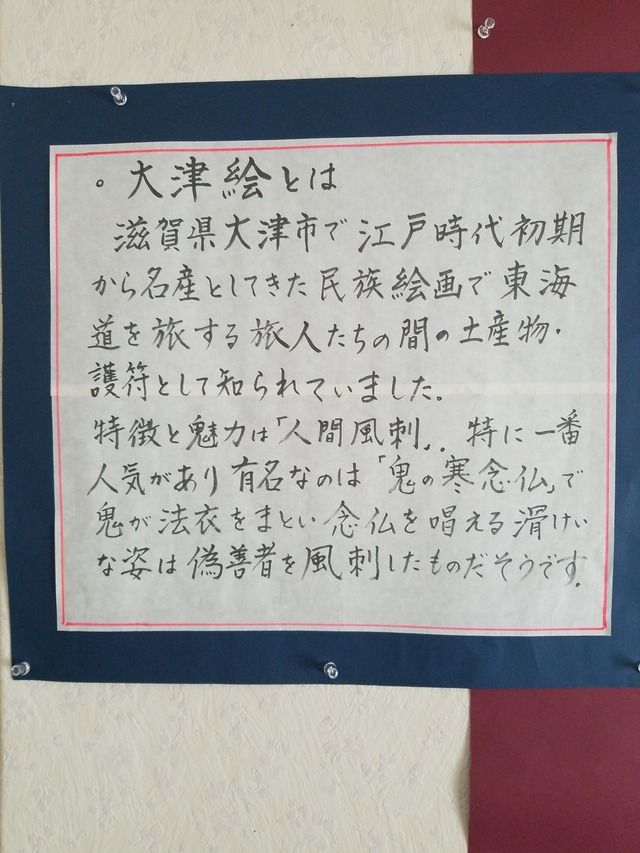 。大津絵とは
滋賀県大津市で江戸時代初期
から名産としてきた民族絵画で東海
道を旅する旅人たちの間の土産物・
護符として知られていました。
特徴と魅力は「人間風刺」。特に一番
人気があり有名なのは「鬼の寒念仏」で
鬼が法衣をまとい念仏を唱える滑けい
な姿は偽善者を風刺したものだそうです。